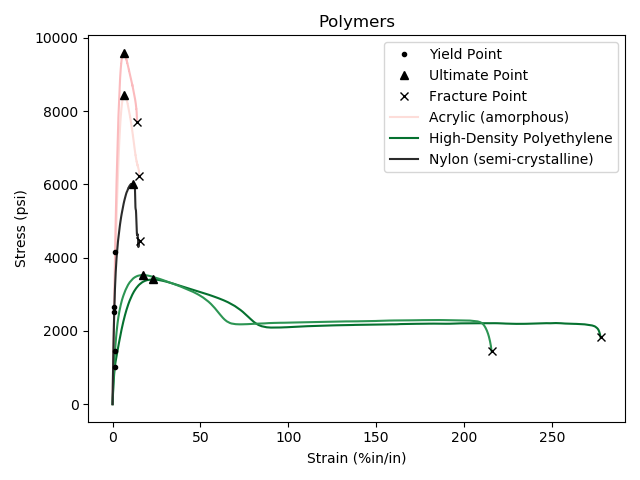 Polymers
Yield Point
Ultimate Point
Fracture Point
Acrylic (amorphous)
High-Density Polyethylene
Nylon (semi-crystalline)
10000
8000
6000
4000
2000
0
Stress (psi)
0 50 100 150 200 250
Strain (%in/in)